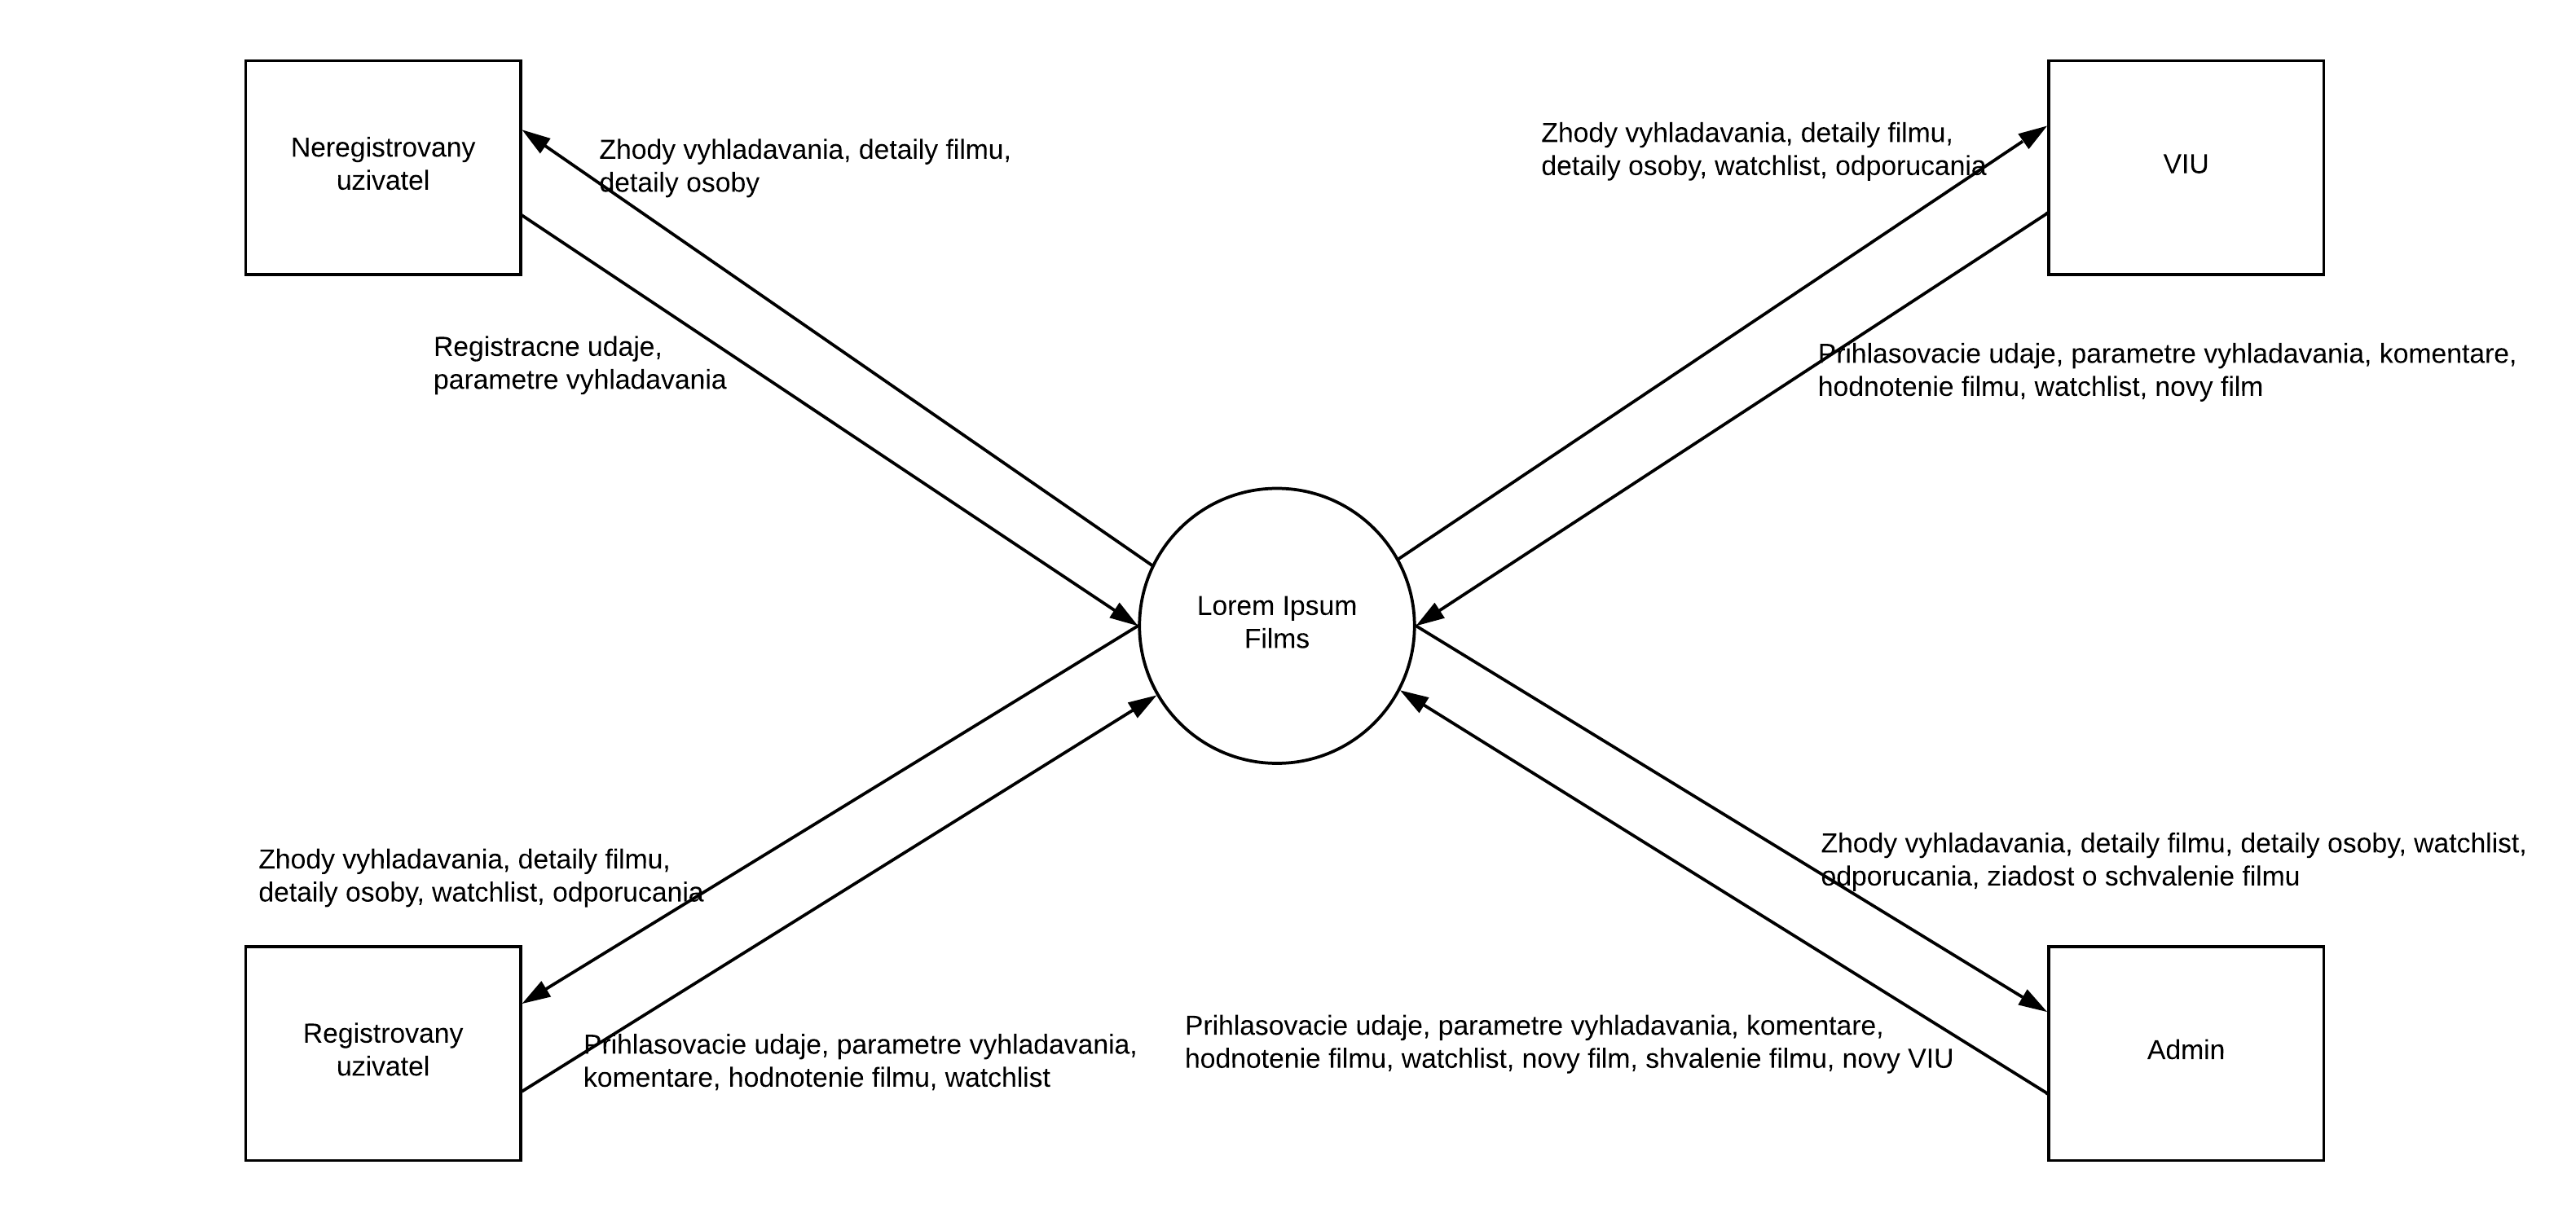 Neregistrovany
uzivatel
Zhody vyhladavania, detaily filmu,
detaily osoby
Registracne udaje,
parametre vyhladavania
Zhody vyhladavania, detaily filmu,
detaily osoby, watchlist, odporucania
VIU
Prihlasovacie udaje, parametre vyhladavania, komentare,
hodnotenie filmu, watchlist, novy film
Lorem Ipsum
Films
Zhody vyhladavania, detaily filmu,
detaily osoby, watchlist, odporucania
Registrovany
uzivatel
Prihlasovacie udaje, parametre vyhladavania,
komentare, hodnotenie filmu, watchlist
Zhody vyhladavania, detaily filmu, detaily osoby, watchlist,
odporucania, ziadost o schvalenie filmu
Prihlasovacie udaje, parametre vyhladavania, komentare,
hodnotenie filmu, watchlist, novy film, shvalenie filmu, novy VIU
Admin